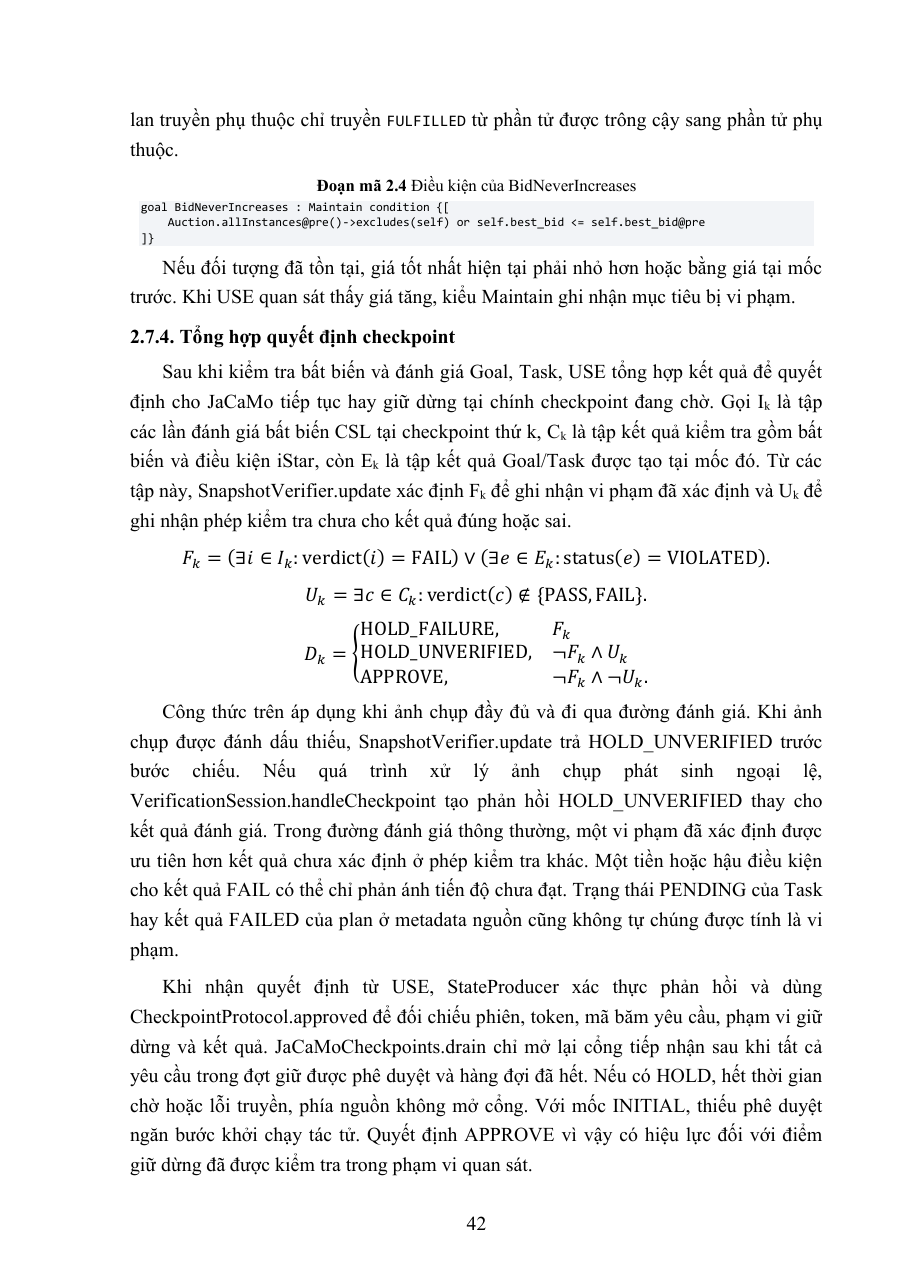 lan truyền phụ thuộc chỉ truyền FULFILLED từ phần tử được trông cậy sang phần tử phụ
thuộc.
Đoạn mã 2.4 Điều kiện của BidNeverIncreases
goal BidNeverIncreases : Maintain condition {[
    Auction.allInstances@pre()->excludes(self) or self.best_bid <= self.best_bid@pre
]}
Nếu đối tượng đã tồn tại, giá tốt nhất hiện tại phải nhỏ hơn hoặc bằng giá tại mốc
trước. Khi USE quan sát thấy giá tăng, kiểu Maintain ghi nhận mục tiêu bị vi phạm.
2.7.4. Tổng hợp quyết định checkpoint
Sau khi kiểm tra bất biến và đánh giá Goal, Task, USE tổng hợp kết quả để quyết
định cho JaCaMo tiếp tục hay giữ dừng tại chính checkpoint đang chờ. Gọi Iₖ là tập
các lần đánh giá bất biến CSL tại checkpoint thứ k, Cₖ là tập kết quả kiểm tra gồm bất
biến và điều kiện iStar, còn Eₖ là tập kết quả Goal/Task được tạo tại mốc đó. Từ các
tập này, SnapshotVerifier.update xác định Fₖ để ghi nhận vi phạm đã xác định và Uₖ để
ghi nhận phép kiểm tra chưa cho kết quả đúng hoặc sai.
Fₖ = (∃i ∈ Iₖ: verdict(i) = FAIL) ∨ (∃e ∈ Eₖ: status(e) = VIOLATED).
Uₖ = ∃c ∈ Cₖ: verdict(c) ∉ {PASS, FAIL}.
HOLD_FAILURE, Fₖ
Dₖ = { HOLD_UNVERIFIED, ¬Fₖ ∧ Uₖ
APPROVE, ¬Fₖ ∧ ¬Uₖ.
Công thức trên áp dụng khi ảnh chụp đầy đủ và đi qua đường đánh giá. Khi ảnh
chụp được đánh dấu thiếu, SnapshotVerifier.update trả HOLD_UNVERIFIED trước
bước chiếu. Nếu quá trình xử lý ảnh chụp phát sinh ngoại lệ,
VerificationSession.handleCheckpoint tạo phản hồi HOLD_UNVERIFIED thay cho
kết quả đánh giá. Trong đường đánh giá thông thường, một vi phạm đã xác định được
ưu tiên hơn kết quả chưa xác định ở phép kiểm tra khác. Một tiền hoặc hậu điều kiện
cho kết quả FAIL có thể chỉ phản ánh tiến độ chưa đạt. Trạng thái PENDING của Task
hay kết quả FAILED của plan ở metadata nguồn cũng không tự chúng được tính là vi
phạm.
Khi nhận quyết định từ USE, StateProducer xác thực phản hồi và dùng
CheckpointProtocol.approved để đối chiếu phiên, token, mã băm yêu cầu, phạm vi giữ
dừng và kết quả. JaCaMoCheckpoints.drain chỉ mở lại cổng tiếp nhận sau khi tất cả
yêu cầu trong đợt giữ được phê duyệt và hàng đợi đã hết. Nếu có HOLD, hết thời gian
chờ hoặc lỗi truyền, phía nguồn không mở cổng. Với mốc INITIAL, thiếu phê duyệt
ngăn bước khởi chạy tác tử. Quyết định APPROVE vì vậy có hiệu lực đối với điểm
giữ dừng đã được kiểm tra trong phạm vi quan sát.
42